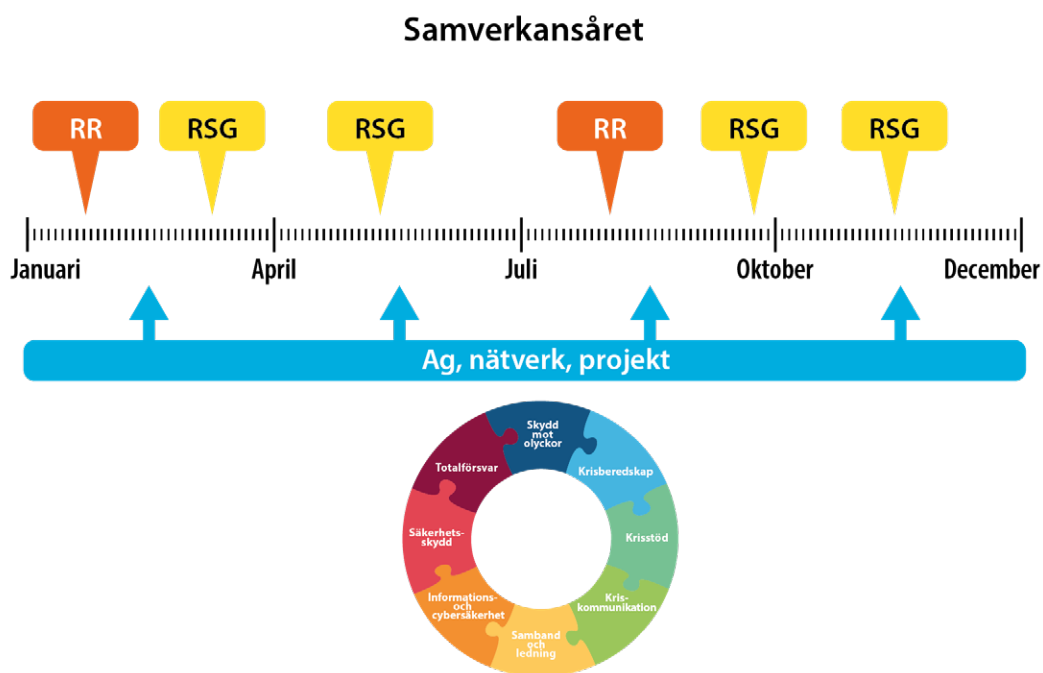 Samverkansåret
RR
RSG
RSG
RR
RSG
RSG
Januari
April
Juli
Oktober
December
Ag, nätverk, projekt
Skydd
mot
olyckor
Krisberedskap
Krisstöd
Kris-
kommunikation
Samband
och
ledning
Informations-
och
cybersäkerhet
Säkerhets-
skydd
Totalförsvar